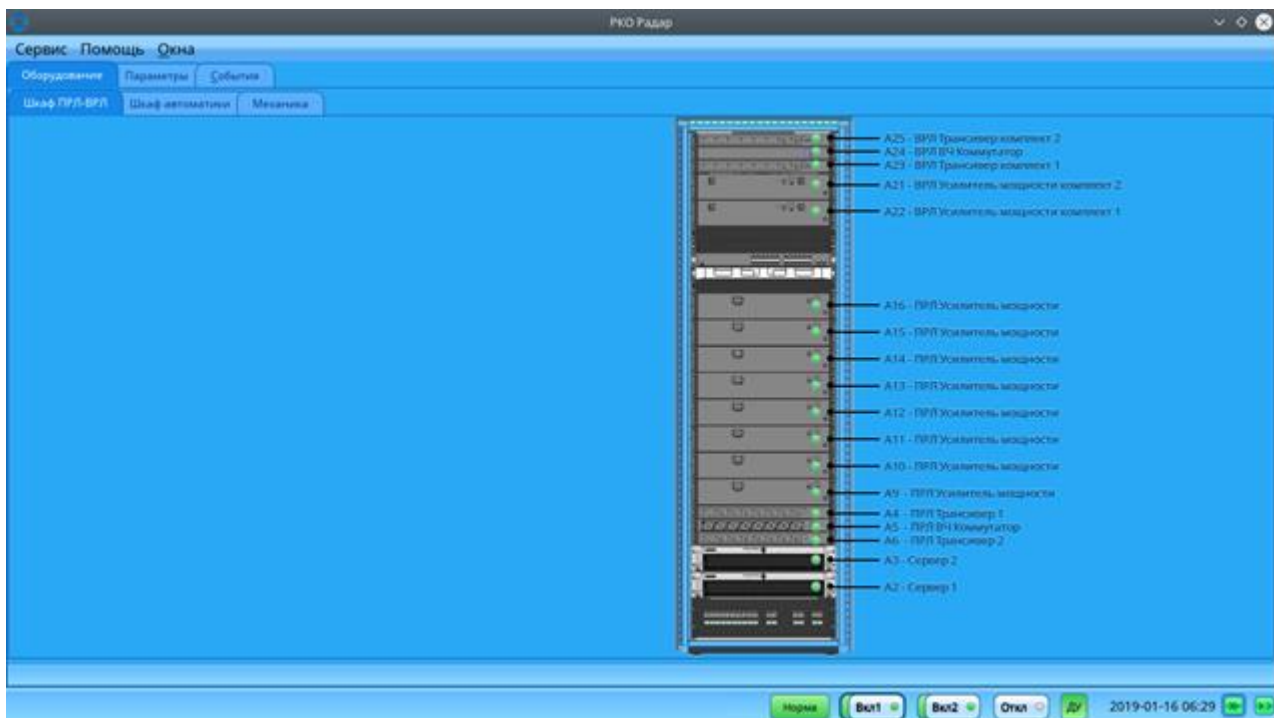 РКО Радар
Сервис Помощь Окна
Оборудование Параметры События
Шкаф ПРЛ-ВРЛ Шкаф автоматики Механика
A25 - ВРЛ Трансивер комплект 2
A24 - ВРЛ ВЧ Коммутатор
A23 - ВРЛ Трансивер комплект 1
A21 - ВРЛ Усилитель мощности комплект 2
A22 - ВРЛ Усилитель мощности комплект 1
A16 - ПРЛ Усилитель мощности
A15 - ПРЛ Усилитель мощности
A14 - ПРЛ Усилитель мощности
A13 - ПРЛ Усилитель мощности
A12 - ПРЛ Усилитель мощности
A11 - ПРЛ Усилитель мощности
A10 - ПРЛ Усилитель мощности
A9 - ПРЛ Усилитель мощности
A4 - ПРЛ Трансивер 1
A5 - ПРЛ ВЧ Коммутатор
A6 - ПРЛ Трансивер 2
A3 - Сервер 2
A2 - Сервер 1
Норма Вкл1 Вкл2 Откл ДУ 2019-01-16 06:29